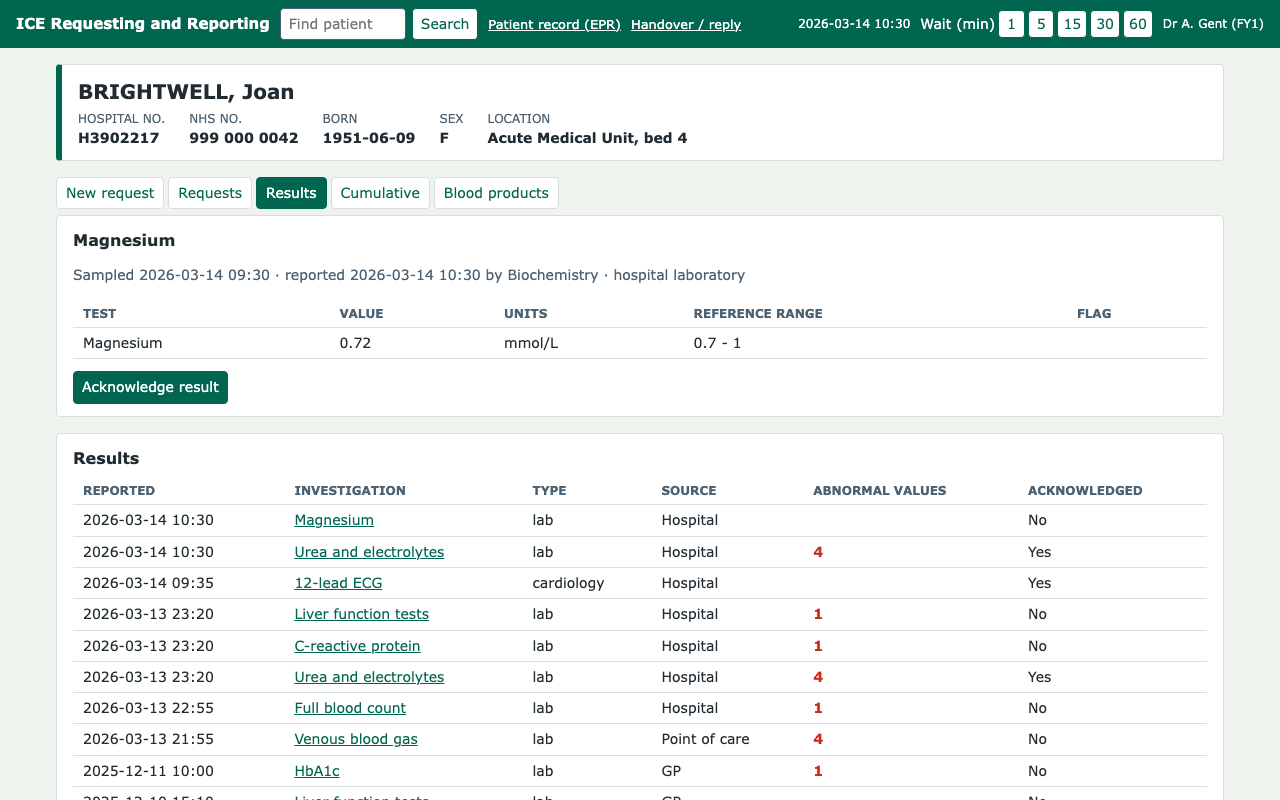 ICE Requesting and Reporting Find patient Search Patient record (EPR) Handover / reply 2026-03-14 10:30 Wait (min) 1 5 15 30 60 Dr A. Gent (FY1)
BRIGHTWELL, Joan
HOSPITAL NO. NHS NO. BORN SEX LOCATION
H3902217 999 000 0042 1951-06-09 F Acute Medical Unit, bed 4
New request Requests Results Cumulative Blood products
Magnesium
Sampled 2026-03-14 09:30 · reported 2026-03-14 10:30 by Biochemistry · hospital laboratory
TEST VALUE UNITS REFERENCE RANGE FLAG
Magnesium 0.72 mmol/L 0.7 - 1
Acknowledge result
Results
REPORTED INVESTIGATION TYPE SOURCE ABNORMAL VALUES ACKNOWLEDGED
2026-03-14 10:30 Magnesium lab Hospital No
2026-03-14 10:30 Urea and electrolytes lab Hospital 4 Yes
2026-03-14 09:35 12-lead ECG cardiology Hospital Yes
2026-03-13 23:20 Liver function tests lab Hospital 1 No
2026-03-13 23:20 C-reactive protein lab Hospital 1 No
2026-03-13 23:20 Urea and electrolytes lab Hospital 4 Yes
2026-03-13 22:55 Full blood count lab Hospital 1 No
2026-03-13 21:55 Venous blood gas lab Point of care 4 No
2025-12-11 10:00 HbA1c lab GP 1 No
Liver function tests lab GP No